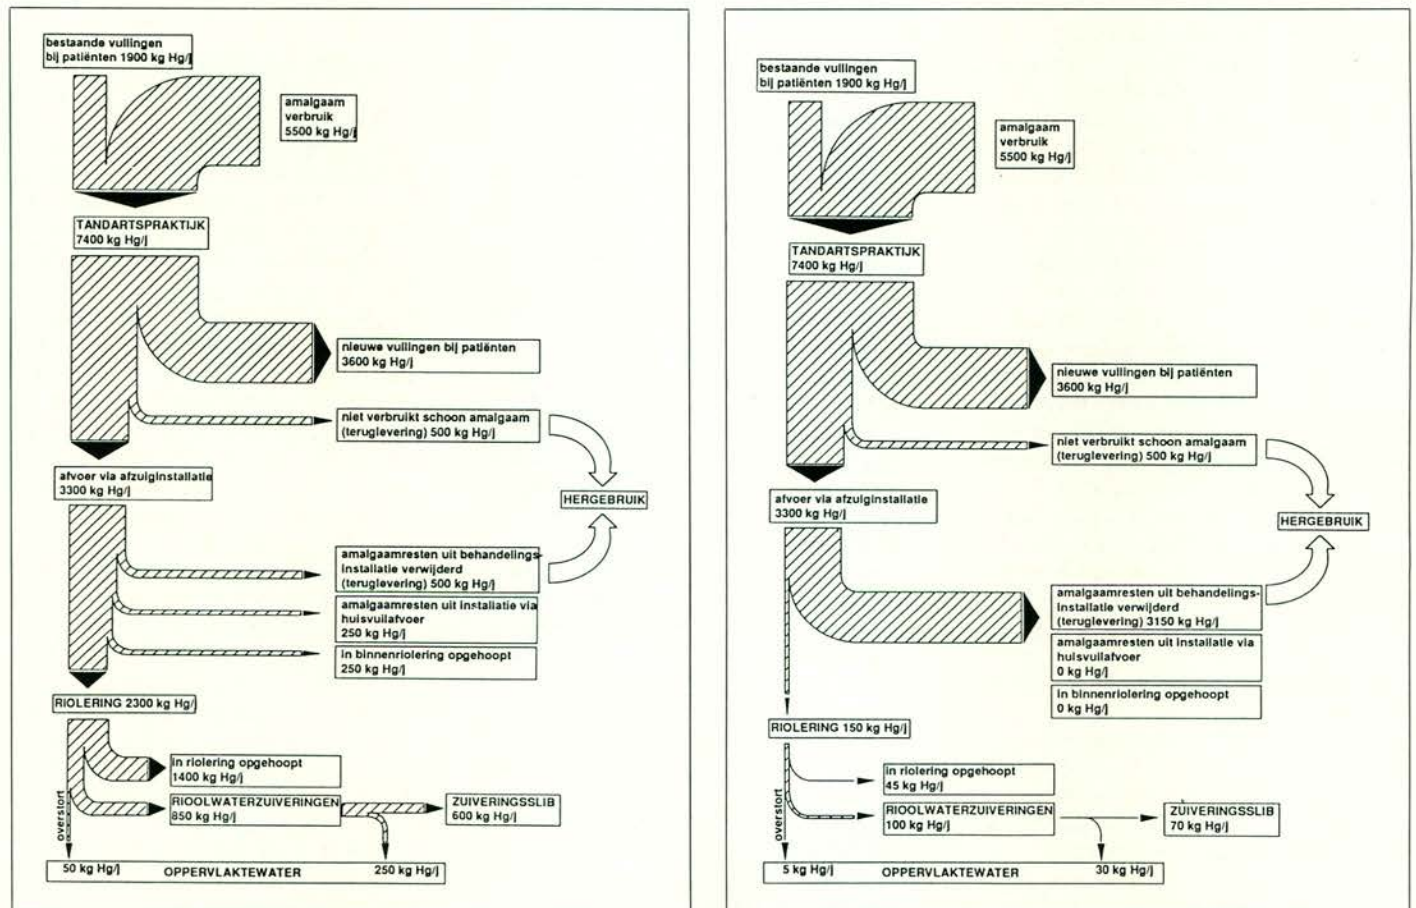 bestaande vullingen
bij patiënten 1900 kg Hg/j
amalgaam
verbruik
5500 kg Hg/j
TANDARTSPRAKTIJK
7400 kg Hg/j
nieuwe vullingen bij patiënten
3600 kg Hg/j
niet verbruikt schoon amalgaam
(teruglevering) 500 kg Hg/j
afvoer via afzuiginstallatie
3300 kg Hg/j
HERGEBRUIK
amalgaamresten uit behandelings-
installatie verwijderd
(teruglevering) 500 kg Hg/j
amalgaamresten uit installatie via
huisvuilafvoer
250 kg Hg/j
in binnenriolering opgehoopt
250 kg Hg/j
RIOLERING 2300 kg Hg/j
in riolering opgehoopt
1400 kg Hg/j
overstort
RIOOLWATERZUIVERINGEN
850 kg Hg/j
ZUIVERINGSSLIB
600 kg Hg/j
50 kg Hg/j OPPERVLAKTEWATER 250 kg Hg/j
bestaande vullingen
bij patiënten 1900 kg Hg/j
amalgaam
verbruik
5500 kg Hg/j
TANDARTSPRAKTIJK
7400 kg Hg/j
nieuwe vullingen bij patiënten
3600 kg Hg/j
niet verbruikt schoon amalgaam
(teruglevering) 500 kg Hg/j
afvoer via afzuiginstallatie
3300 kg Hg/j
HERGEBRUIK
amalgaamresten uit behandelings-
installatie verwijderd
(teruglevering) 3150 kg Hg/j
amalgaamresten uit installatie via
huisvuilafvoer
0 kg Hg/j
in binnenriolering opgehoopt
0 kg Hg/j
RIOLERING 150 kg Hg/j
in riolering opgehoopt
45 kg Hg/j
overstort
RIOOLWATERZUIVERINGEN
100 kg Hg/j
ZUIVERINGSSLIB
70 kg Hg/j
5 kg Hg/j OPPERVLAKTEWATER 30 kg Hg/j